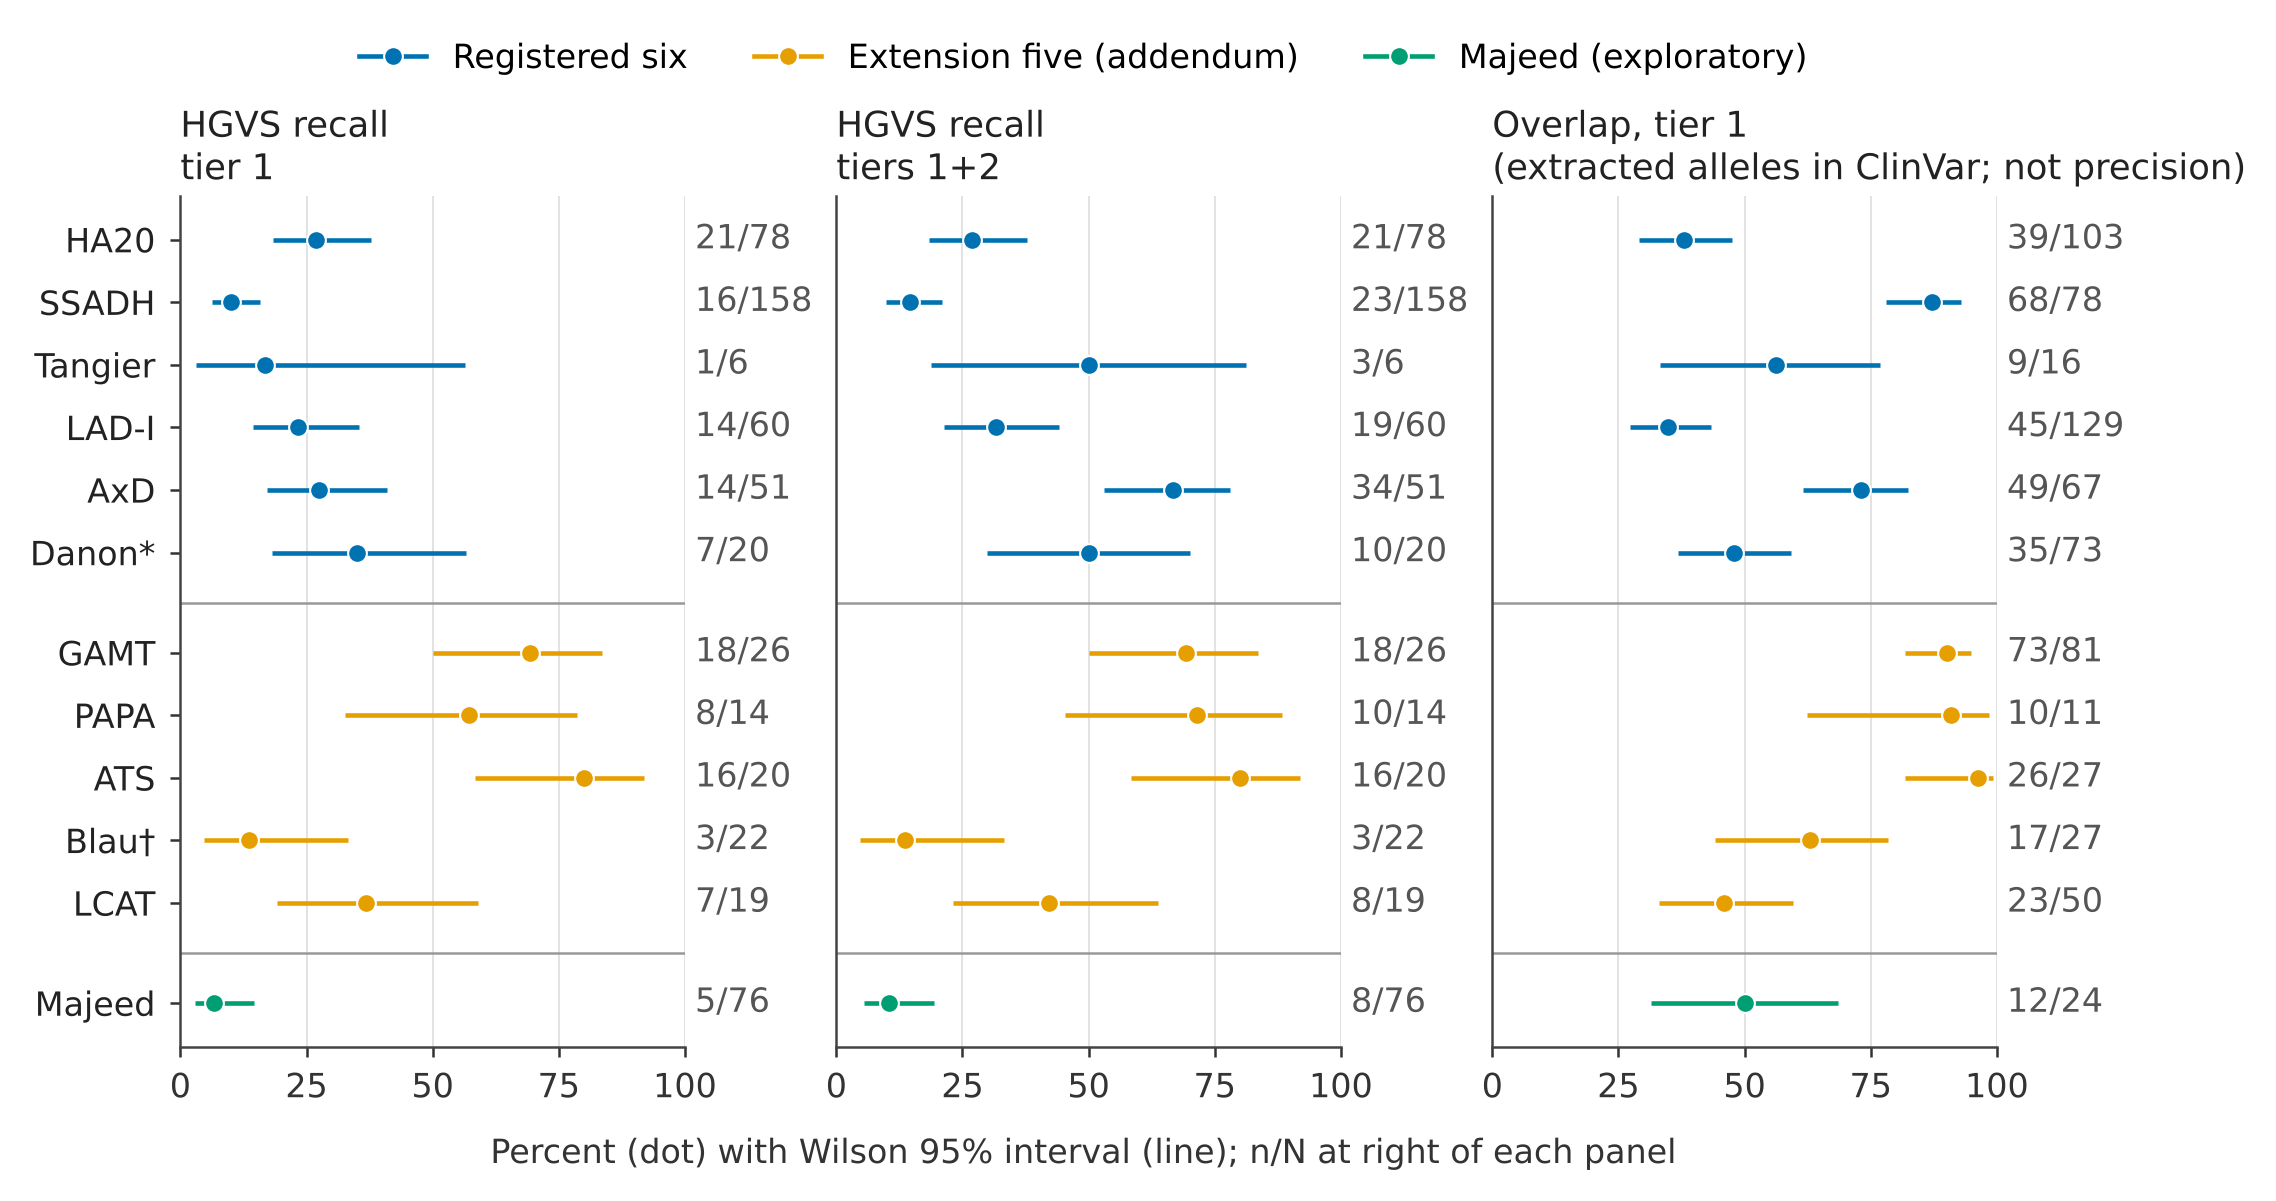 Registered six
Extension five (addendum)
Majeed (exploratory)
HGVS recall
tier 1
HGVS recall
tiers 1+2
Overlap, tier 1
(extracted alleles in ClinVar; not precision)
HA20 21/78 21/78 39/103
SSADH 16/158 23/158 68/78
Tangier 1/6 3/6 9/16
LAD-I 14/60 19/60 45/129
AxD 14/51 34/51 49/67
Danon* 7/20 10/20 35/73
GAMT 18/26 18/26 73/81
PAPA 8/14 10/14 10/11
ATS 16/20 16/20 26/27
Blau† 3/22 3/22 17/27
LCAT 7/19 8/19 23/50
Majeed 5/76 8/76 12/24
0 25 50 75 100 0 25 50 75 100 0 25 50 75 100
Percent (dot) with Wilson 95% interval (line); n/N at right of each panel